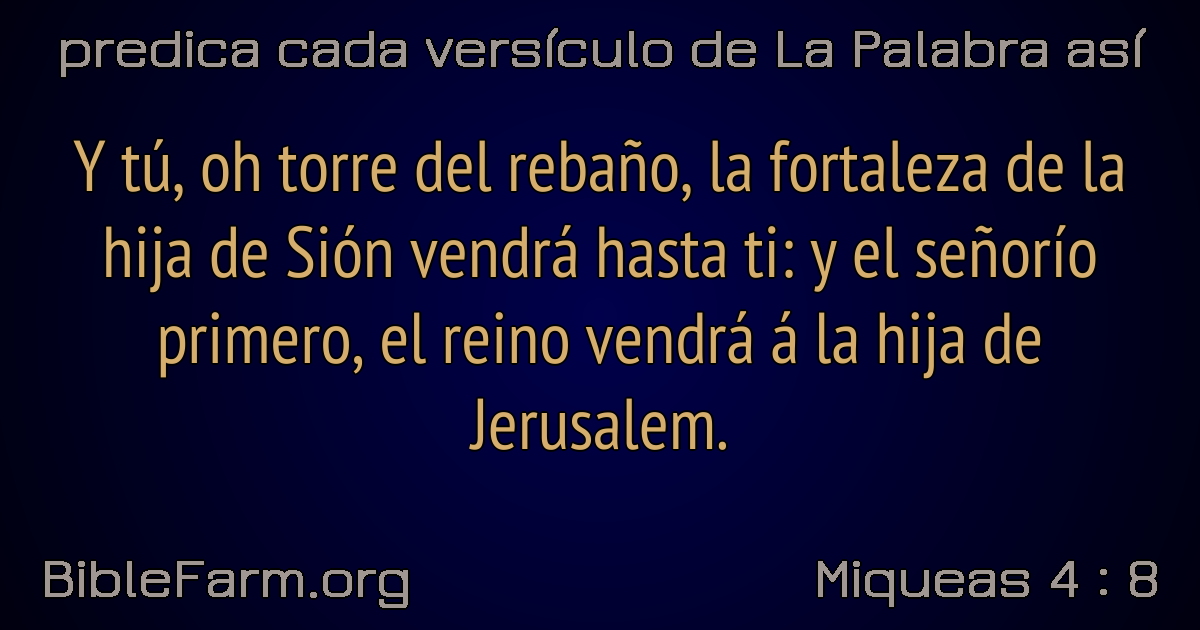 predica cada versículo de La Palabra así
Y tú, oh torre del rebaño, la fortaleza de la
hija de Sión vendrá hasta ti: y el señorío
primero, el reino vendrá á la hija de
Jerusalem.
BibleFarm.org
Miqueas 4 : 8